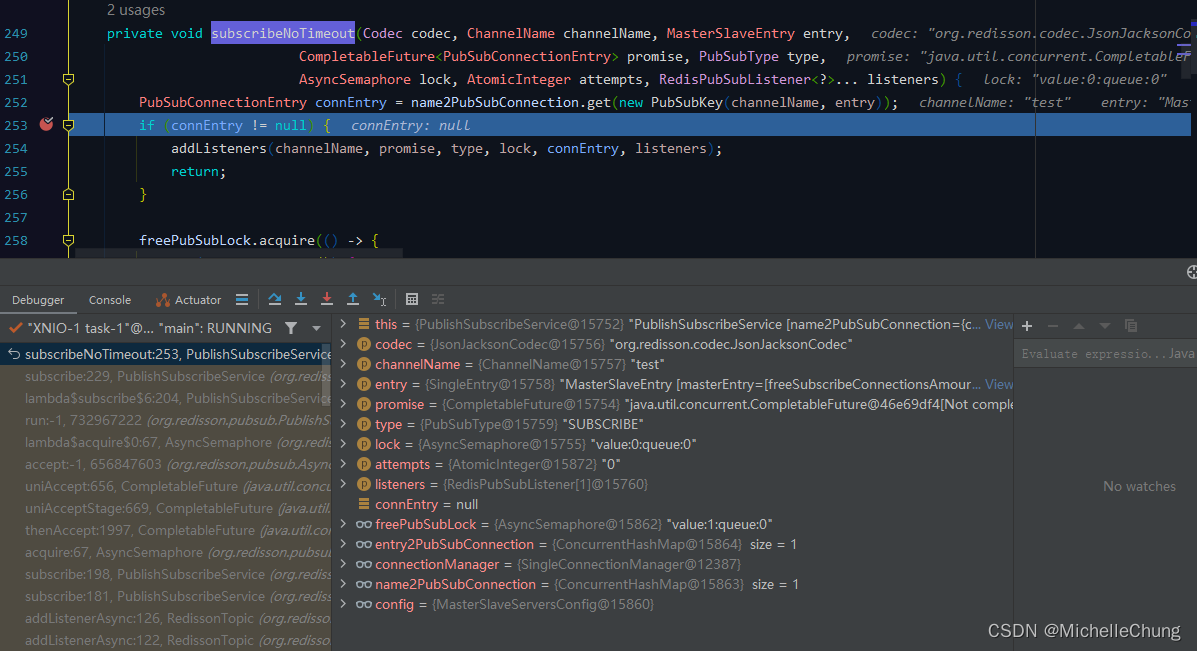 2 usages
249 private void subscribeNoTimeout(Codec codec, ChannelName channelName, MasterSlaveEntry entry, codec: "org.redisson.codec.JsonJacksonCo
250 CompletableFuture<PubSubConnectionEntry> promise, PubSubType type, promise: "java.util.concurrent.CompletableF
251 AsyncSemaphore lock, AtomicInteger attempts, RedisPubSubListener<?>... listeners) { lock: "value:0:queue:0"
252 PubSubConnectionEntry connEntry = name2PubSubConnection.get(new PubSubKey(channelName, entry)); channelName: "test" entry: "Mas
253 if (connEntry != null) { connEntry: null
254 addListeners(channelName, promise, type, lock, connEntry, listeners);
255 return;
256 }
257
258 freePubSubLock.acquire(() -> {
Debugger Console Actuator
"XNIO-1 task-1"@... "main": RUNNING
subscribeNoTimeout:253, PublishSubscribeService
subscribe:229, PublishSubscribeService (org.rediss
lambda$subscribe$6:204, PublishSubscribeService
run:-1, 732967222 (org.redisson.pubsub.PublishS
lambda$acquire$0:67, AsyncSemaphore (org.redis
accept:-1, 656847603 (org.redisson.pubsub.Async
uniAccept:656, CompletableFuture (java.util.concu
uniAcceptStage:669, CompletableFuture (java.util.
thenAccept:1997, CompletableFuture (java.util.con
acquire:67, AsyncSemaphore (org.redisson.pubsub
subscribe:198, PublishSubscribeService (org.rediss
subscribe:181, PublishSubscribeService (org.rediss
addListenerAsync:126, RedissonTopic (org.redisso
addListenerAsync:122, RedissonTopic (org.redisso
this = {PublishSubscribeService@15752} "PublishSubscribeService [name2PubSubConnection={c... View
codec = {JsonJacksonCodec@15756} "org.redisson.codec.JsonJacksonCodec"
channelName = {ChannelName@15757} "test"
entry = {SingleEntry@15758} "MasterSlaveEntry [masterEntry=[freeSubscribeConnectionsAmour... View
promise = {CompletableFuture@15754} "java.util.concurrent.CompletableFuture@46e69df4[Not comple
type = {PubSubType@15759} "SUBSCRIBE"
lock = {AsyncSemaphore@15755} "value:0:queue:0"
attempts = {AtomicInteger@15872} "0"
listeners = {RedisPubSubListener[1]@15760}
connEntry = null
freePubSubLock = {AsyncSemaphore@15862} "value:1:queue:0"
entry2PubSubConnection = {ConcurrentHashMap@15864} size = 1
connectionManager = {SingleConnectionManager@12387}
name2PubSubConnection = {ConcurrentHashMap@15863} size = 1
config = {MasterSlaveServersConfig@15860}
Evaluate expressio... Java
No watches
CSDN @MichelleChung